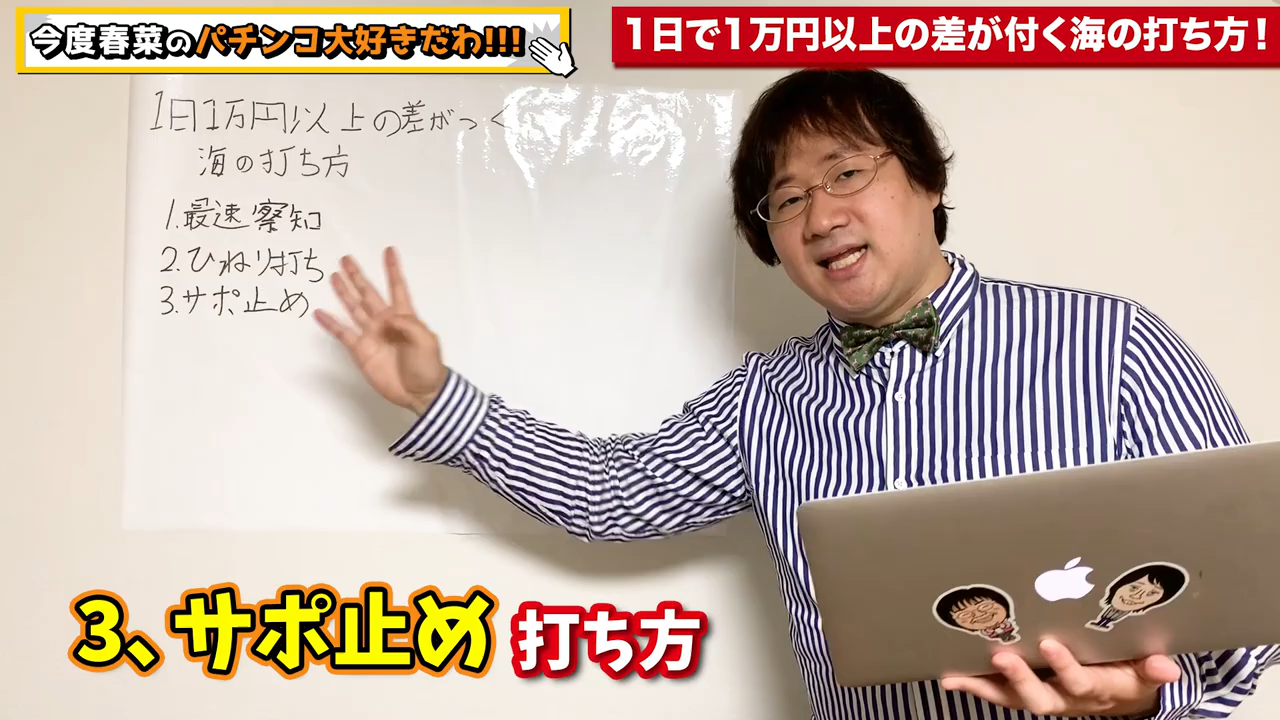 今度春菜のパチンコ大好きだわ!!!
1日で1万円以上の差が付く海の打ち方!
1日1万円以上の差がつく
海の打ち方
1.最速察知
2.ひねり打ち
3.サポ止め
3、サポ止め 打ち方